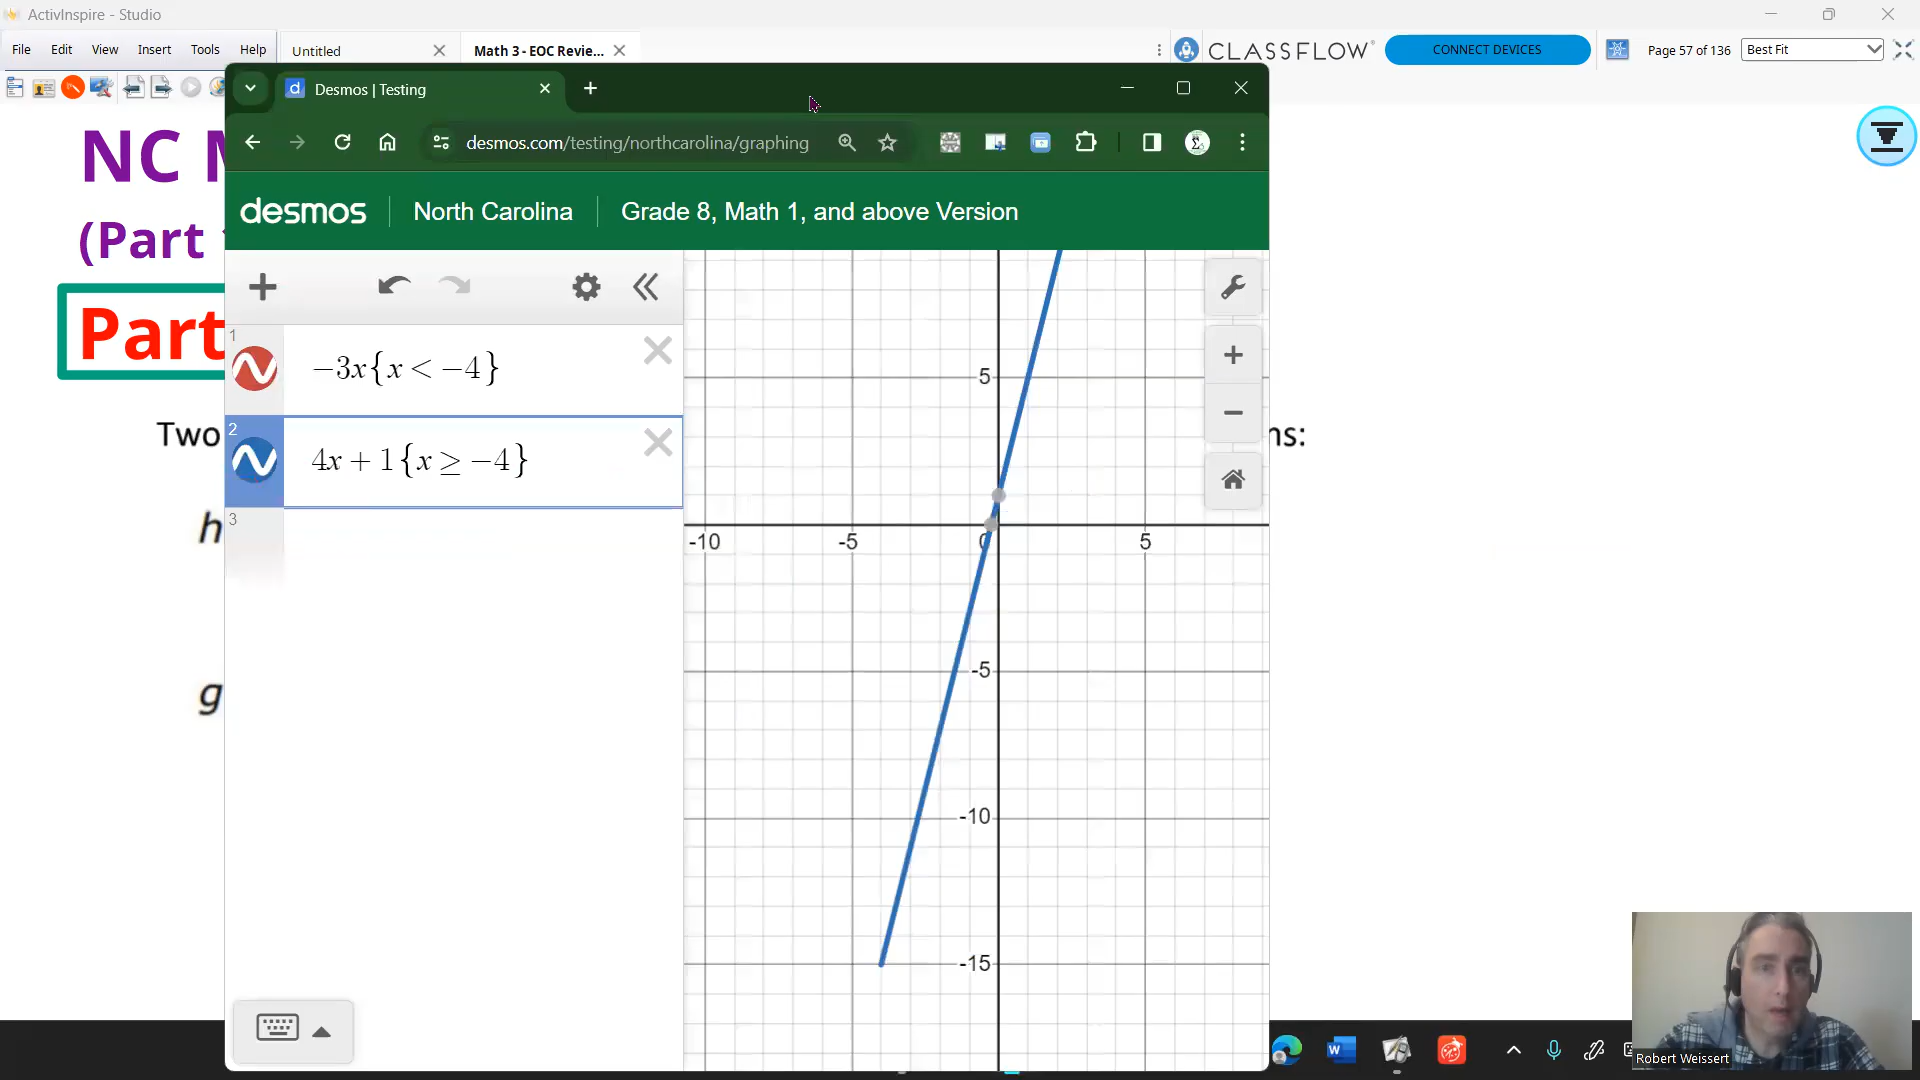 ActivInspire - Studio
File Edit View Insert Tools Help
Untitled
Math 3 - EOC Revie...
CLASSFLOW
CONNECT DEVICES
Page 57 of 136
Best Fit
Desmos | Testing
desmos.com/testing/northcarolina/graphing
NC M
(Part
Part
desmos
North Carolina
Grade 8, Math 1, and above Version
1
−3x{x < −4}
2
4x + 1{x ≥ −4}
3
Two
ns:
h
g
5
-10 -5 0 5
-5
-10
-15
Robert Weissert